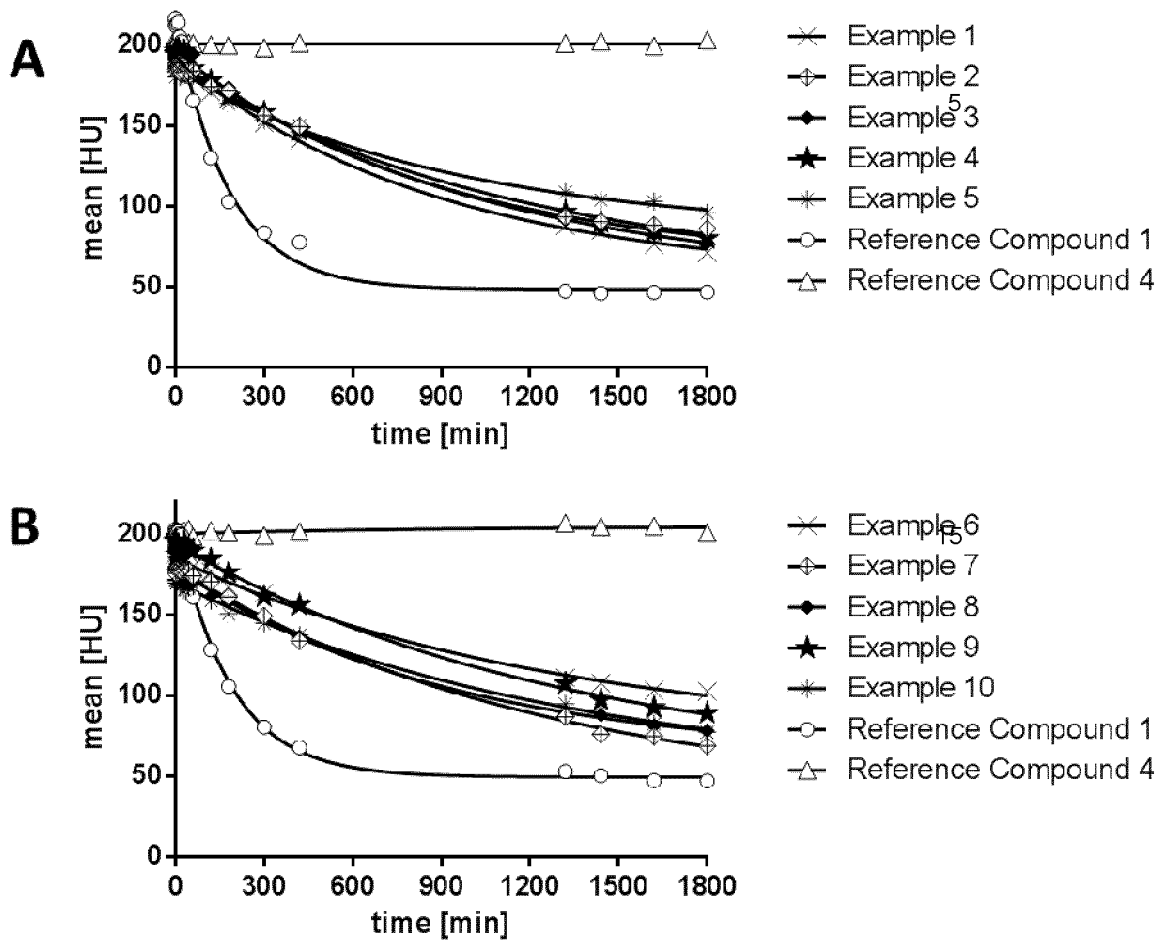 A
200
150
100
50
0
mean [HU]
0 300 600 900 1200 1500 1800
time [min]
Example 1
Example 2
5
Example 3
Example 4
Example 5
Reference Compound 1
Reference Compound 4
B
200
150
100
50
0
mean [HU]
0 300 600 900 1200 1500 1800
time [min]
Example 6
15
Example 7
Example 8
Example 9
Example 10
Reference Compound 1
Reference Compound 4